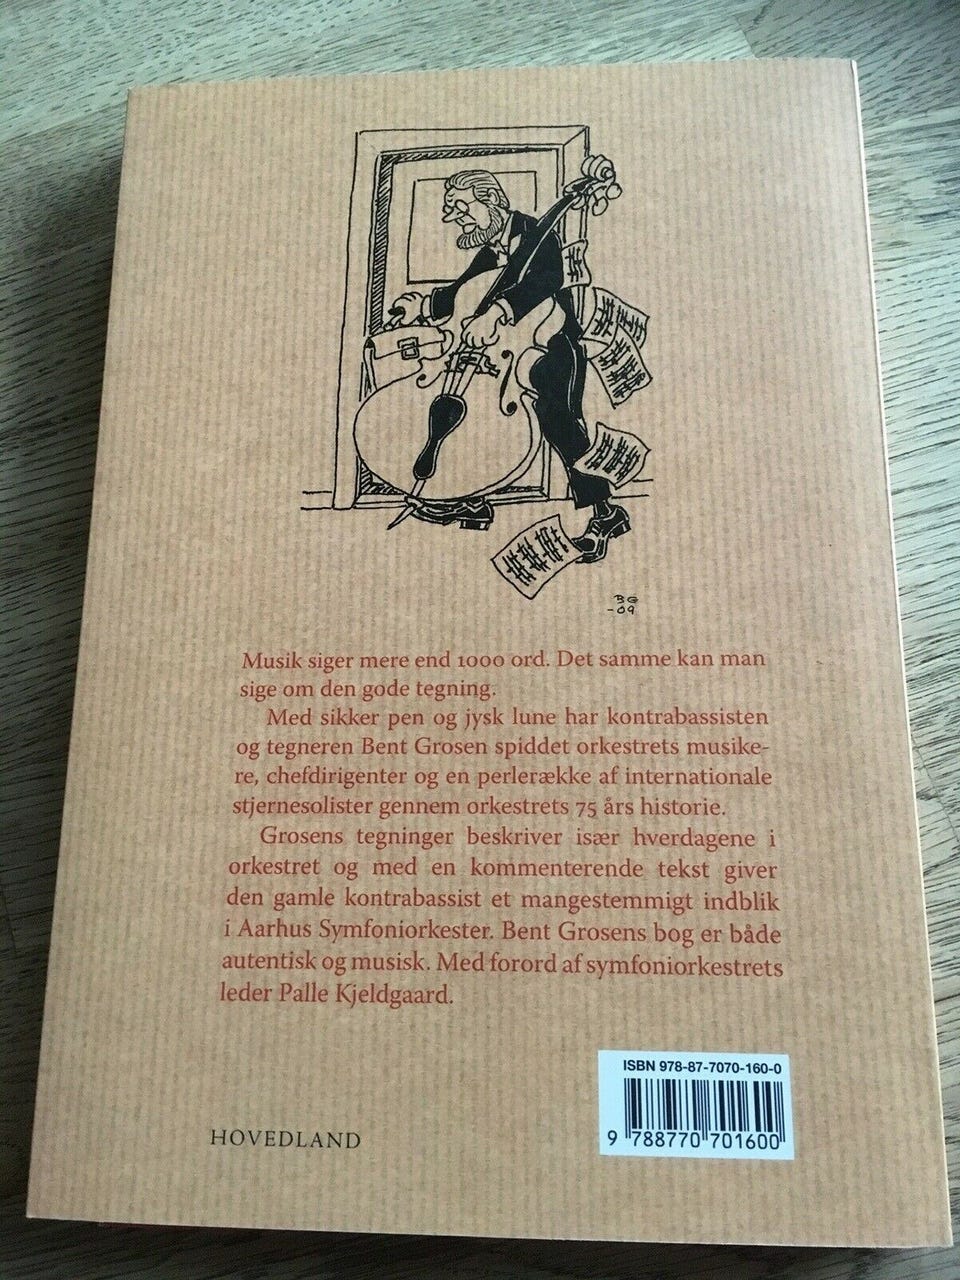 BG
-09
Musik siger mere end 1000 ord. Det samme kan man
sige om den gode tegning.
Med sikker pen og jysk lune har kontrabassisten
og tegneren Bent Grosen spiddet orkestrets musike-
re, chefdirigenter og en perlerække af internationale
stjernesolister gennem orkestrets 75 års historie.
Grosens tegninger beskriver især hverdagene i
orkestret og med en kommenterende tekst giver
den gamle kontrabassist et mangestemmigt indblik
i Aarhus Symfoniorkester. Bent Grosens bog er både
autentisk og musisk. Med forord af symfoniorkestrets
leder Palle Kjeldgaard.
ISBN 978-87-7070-160-0
9 788770 701600
HOVEDLAND